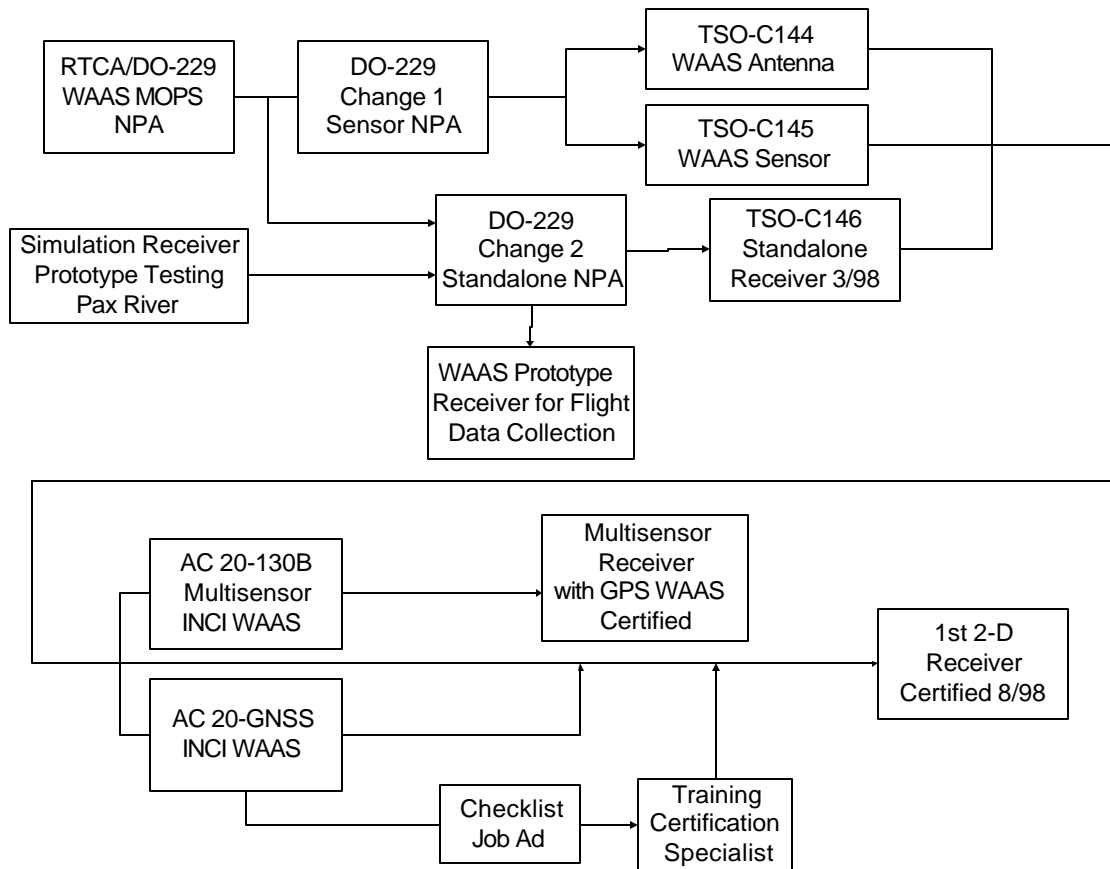 RTCA/DO-229
WAAS MOPS
NPA
DO-229
Change 1
Sensor NPA
TSO-C144
WAAS Antenna
TSO-C145
WAAS Sensor
Simulation Receiver
Prototype Testing
Pax River
DO-229
Change 2
Standalone NPA
TSO-C146
Standalone
Receiver 3/98
WAAS Prototype
Receiver for Flight
Data Collection
AC 20-130B
Multisensor
INCI WAAS
Multisensor
Receiver
with GPS WAAS
Certified
1st 2-D
Receiver
Certified 8/98
AC 20-GNSS
INCI WAAS
Checklist
Job Ad
Training
Certification
Specialist